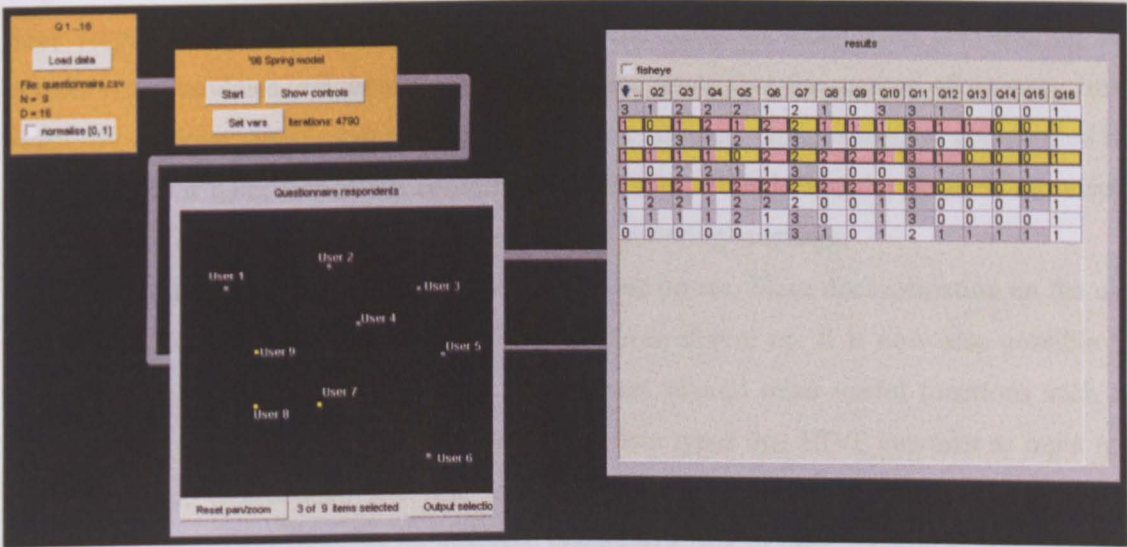 Q 1...16
Load data
File: questionnaire.csv
N = 9
D = 16
normalise [0, 1]
'96 Spring model
Start Show controls
Set vars Iterations: 4790
Questionnaire respondents
User 1
User 2
User 3
User 4
User 5
User 9
User 7
User 8
User 6
Reset pan/zoom 3 of 9 items selected Output selectio
results
fisheye
... Q2 Q3 Q4 Q5 Q6 Q7 Q8 Q9 Q10 Q11 Q12 Q13 Q14 Q15 Q16
3 1 2 2 2 1 2 1 0 3 3 1 0 0 0 1
1 0 1 2 1 2 2 1 1 1 3 1 1 0 0 1
1 0 3 1 2 1 3 1 0 1 3 0 0 1 1 1
1 1 1 1 0 2 2 2 2 2 3 1 0 0 0 1
1 0 2 2 1 1 3 0 0 1 3 1 1 1 1 1
1 1 2 1 2 2 2 2 2 2 3 0 0 0 0 1
1 2 2 1 2 2 2 0 0 1 3 0 0 0 1 1
1 1 1 1 2 1 3 0 0 1 3 0 0 0 0 1
0 0 0 0 0 1 3 1 0 1 2 1 1 1 1 1